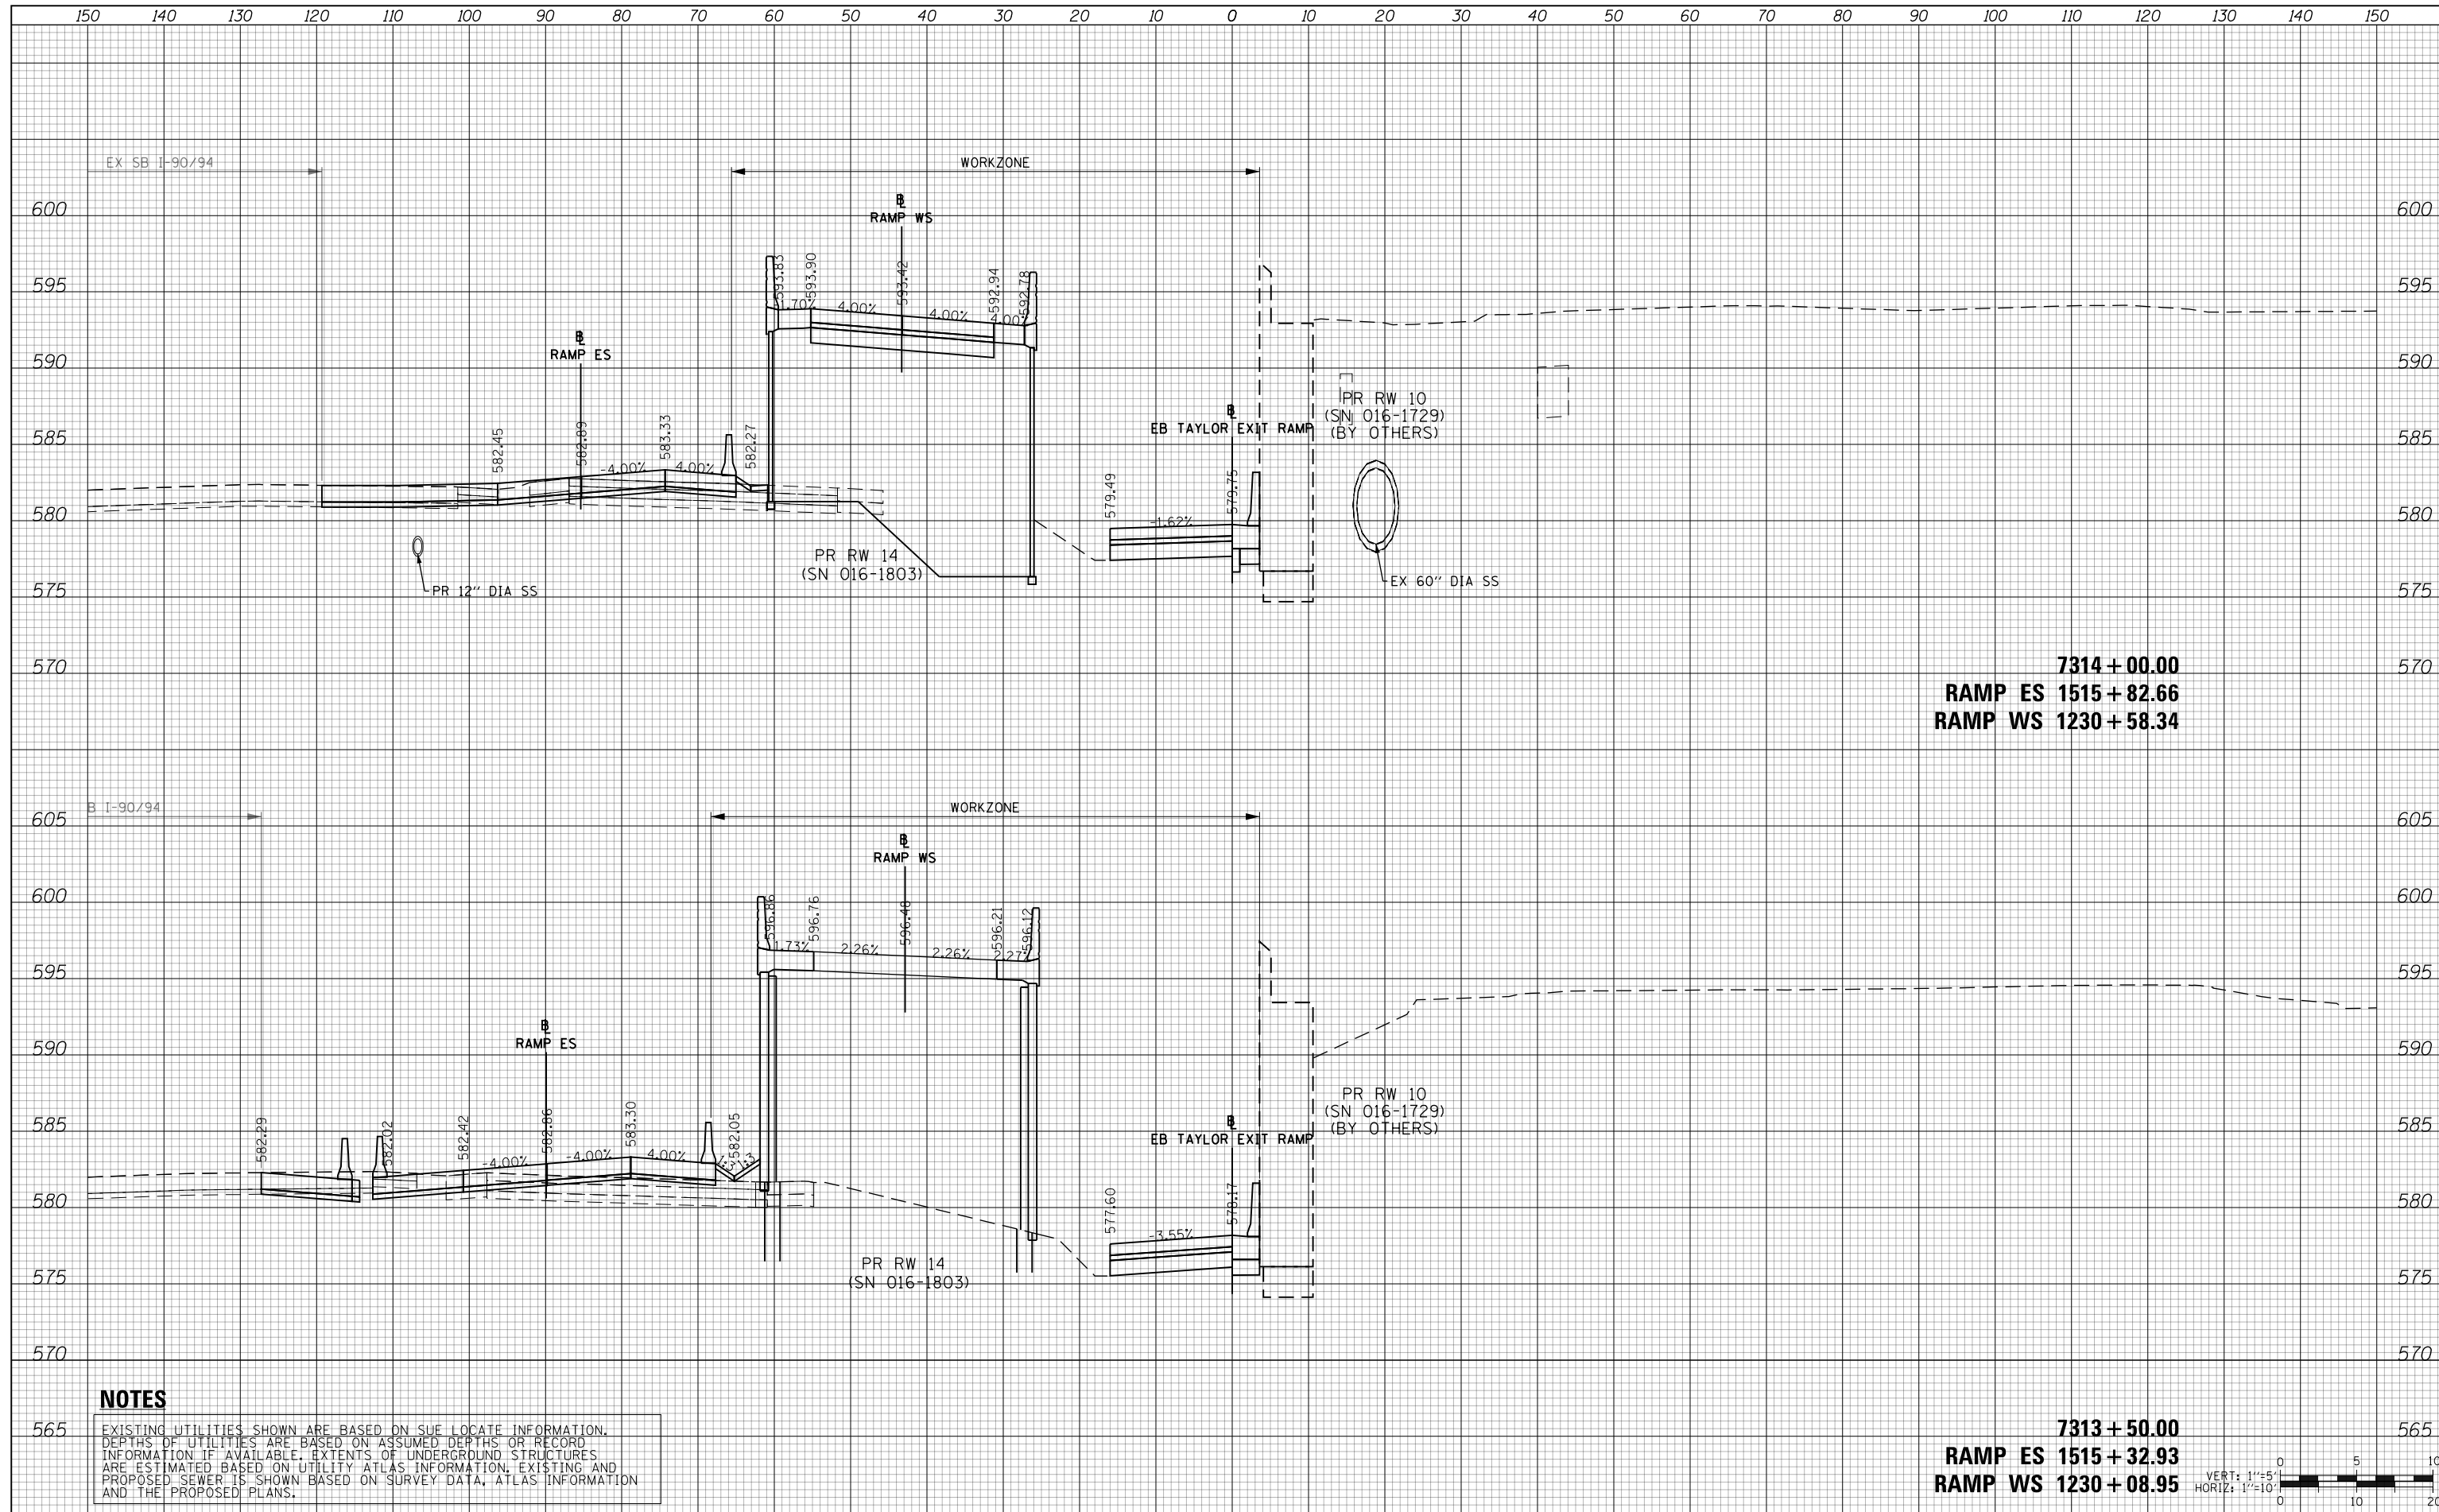 150 140 130 120 110 100 90 80 70 60 50 40 30 20 10 0 10 20 30 40 50 60 70 80 90 100 110 120 130 140 150
EX SB I-90/94
WORKZONE
600 600
RAMP WS
593.83 593.90 593.42 592.94 592.78
595 595
-1.70% 4.00% 4.00% 4.00%
RAMP ES
590 590
PR RW 10
(SN 016-1729)
(BY OTHERS)
EB TAYLOR EXIT RAMP
585 585
582.45 582.89 583.33 582.27
-4.00% 4.00%
579.49 579.75
580 580
-1.62%
PR RW 14
(SN 016-1803)
PR 12" DIA SS
EX 60" DIA SS
575 575
570 570
7314+00.00
RAMP ES 1515+82.66
RAMP WS 1230+58.34
B I-90/94
WORKZONE
605 605
RAMP WS
600 600
596.86 596.76 596.48 596.21 596.12
1.73% 2.26% 2.26% 2.27%
595 595
RAMP ES
590 590
PR RW 10
(SN 016-1729)
(BY OTHERS)
EB TAYLOR EXIT RAMP
585 585
582.29 582.02 582.42 582.86 583.30 582.05
-4.00% -4.00% 4.00% 1:3 1:3
580 580
577.60 578.17
-3.55%
PR RW 14
(SN 016-1803)
575 575
570 570
NOTES
EXISTING UTILITIES SHOWN ARE BASED ON SUE LOCATE INFORMATION.
DEPTHS OF UTILITIES ARE BASED ON ASSUMED DEPTHS OR RECORD
INFORMATION IF AVAILABLE. EXTENTS OF UNDERGROUND STRUCTURES
ARE ESTIMATED BASED ON UTILITY ATLAS INFORMATION. EXISTING AND
PROPOSED SEWER IS SHOWN BASED ON SURVEY DATA, ATLAS INFORMATION
AND THE PROPOSED PLANS.
565 565
7313+50.00
RAMP ES 1515+32.93
RAMP WS 1230+08.95
0 5 10
VERT: 1"=5'
HORIZ: 1"=10'
0 10 20